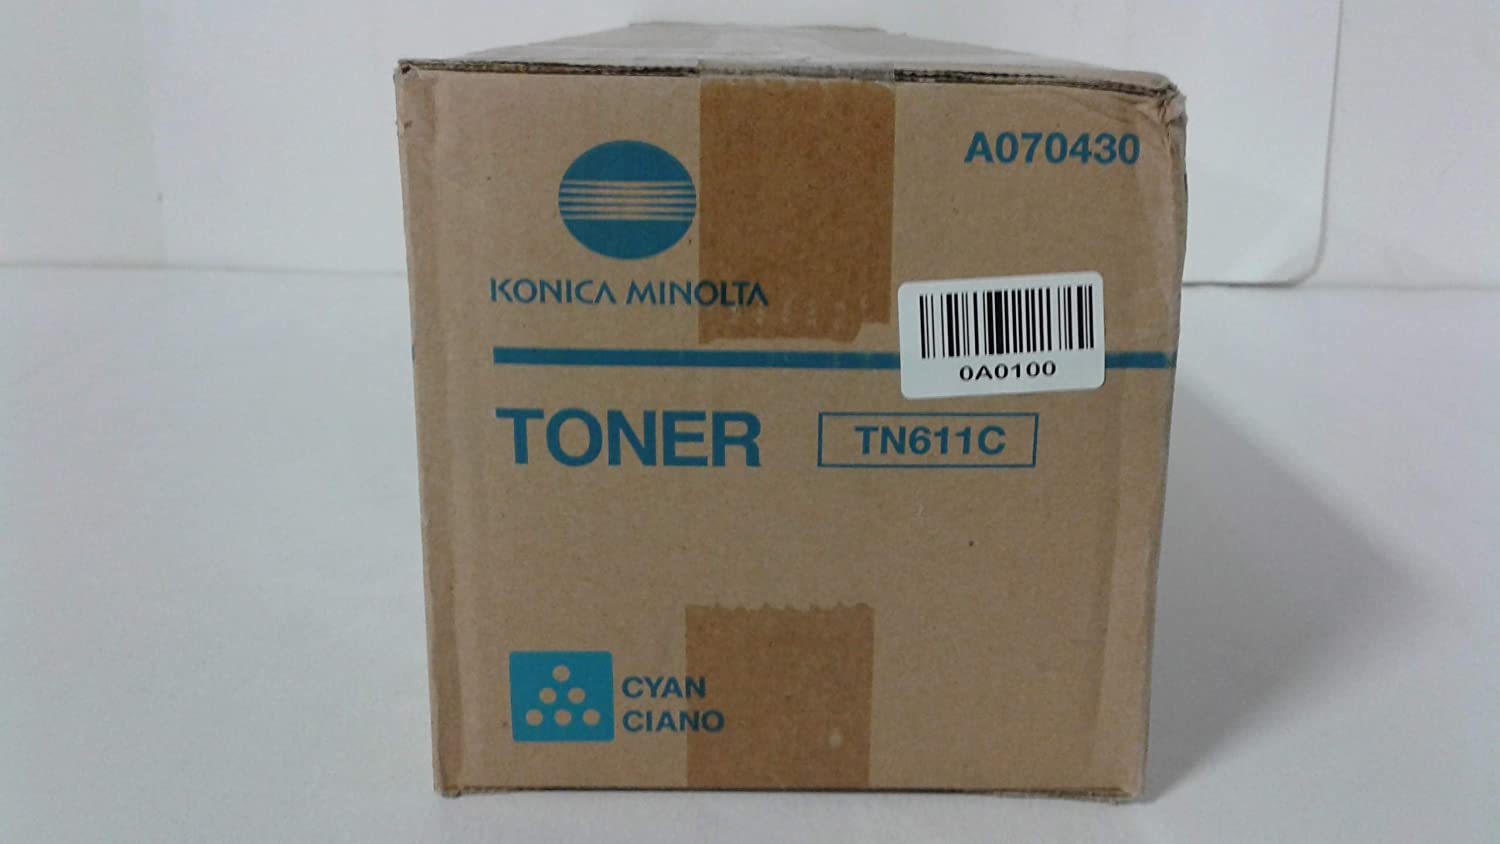 A070430
KONICA MINOLTA
0A0100
TONER TN611C
CYAN
CIANO